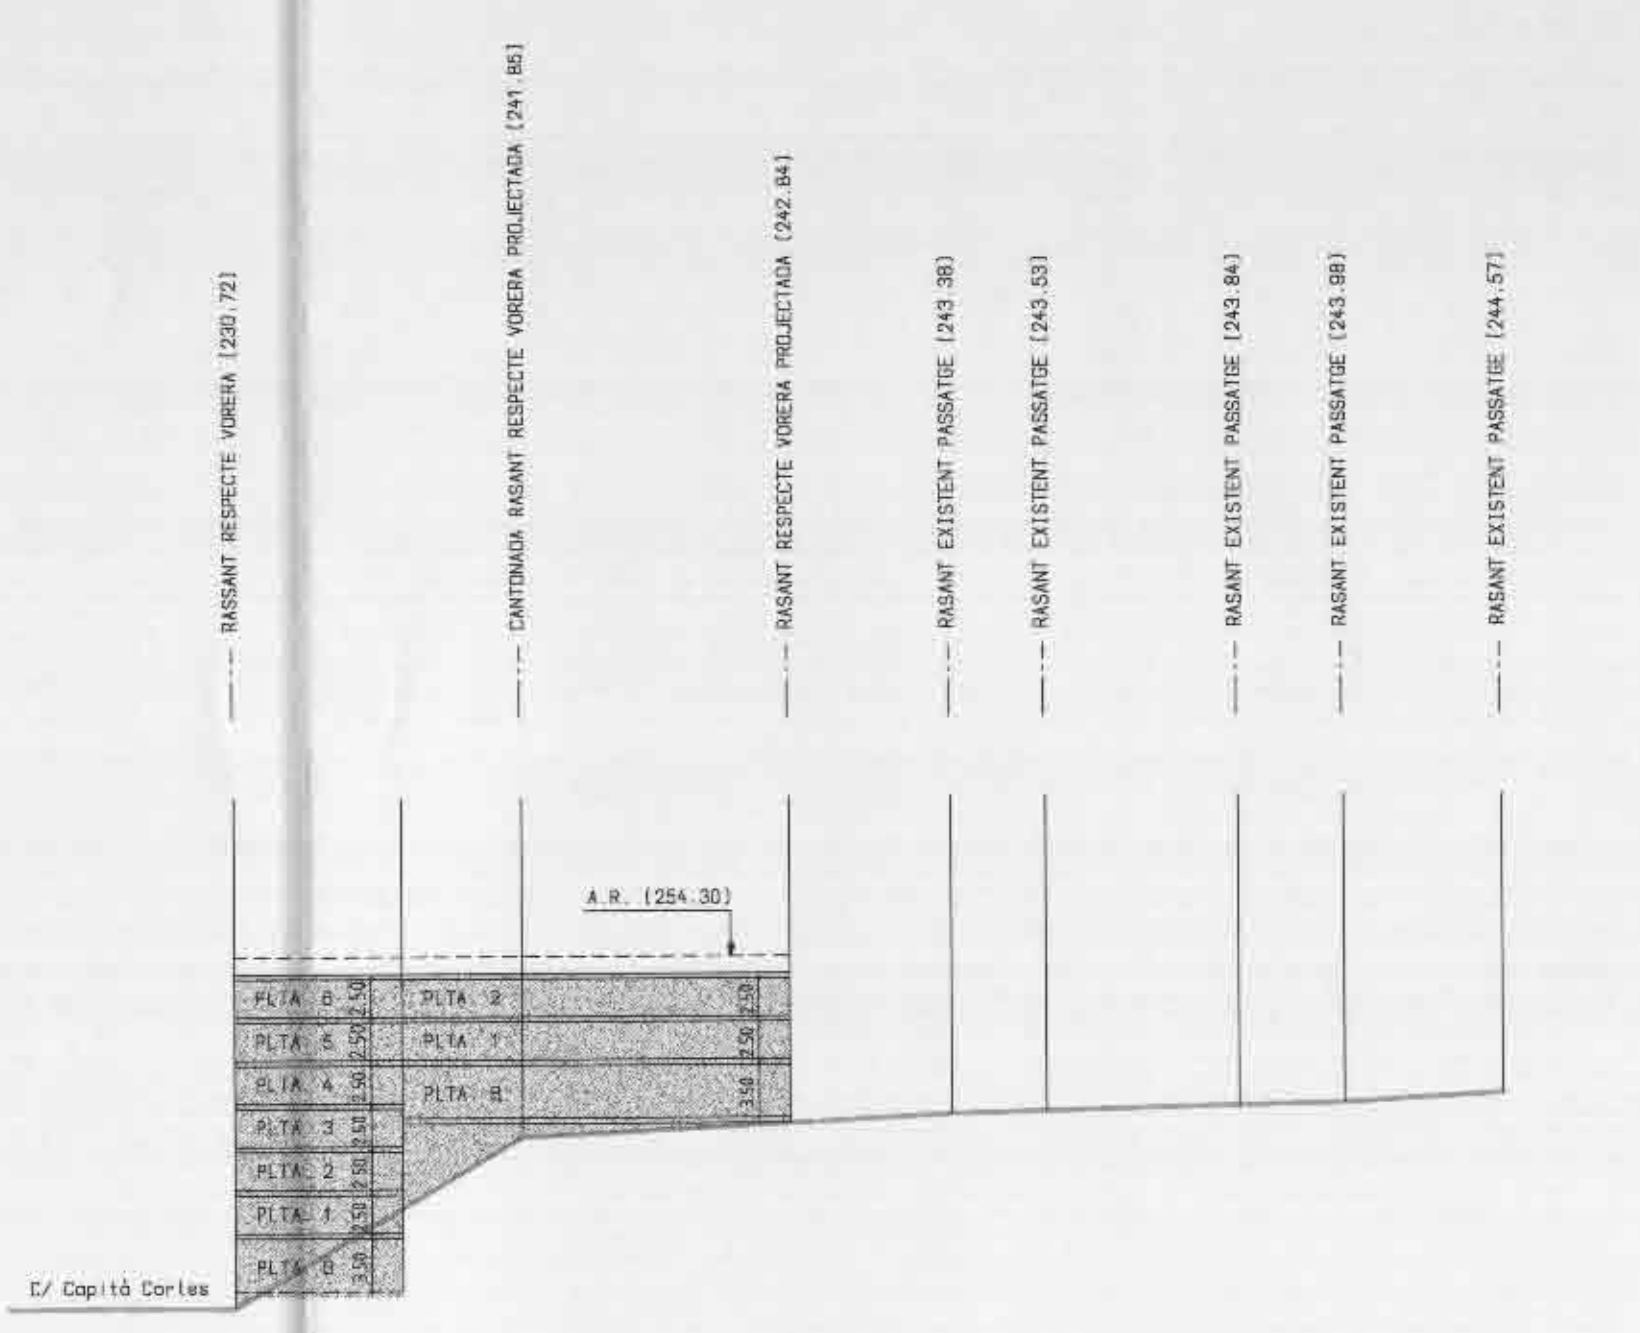 RASSANT RESPECTE VORERA (230.72)
CANTONADA RASANT RESPECTE VORERA PROJECTADA (241.86)
RASANT RESPECTE VORERA PROJECTADA (242.84)
RASANT EXISTENT PASSATGE (243.38)
RASANT EXISTENT PASSATGE (243.53)
RASANT EXISTENT PASSATGE (243.84)
RASANT EXISTENT PASSATGE (243.98)
RASANT EXISTENT PASSATGE (244.57)
A.R. (254.30)
PLTA 6 2.50 PLTA 2 2.50
PLTA 5 2.50 PLTA 1 2.50
PLTA 4 2.50 PLTA B 3.50
PLTA 3 2.50
PLTA 2 2.50
PLTA 1 2.50
PLTA B 3.50
C/ Capità Corles